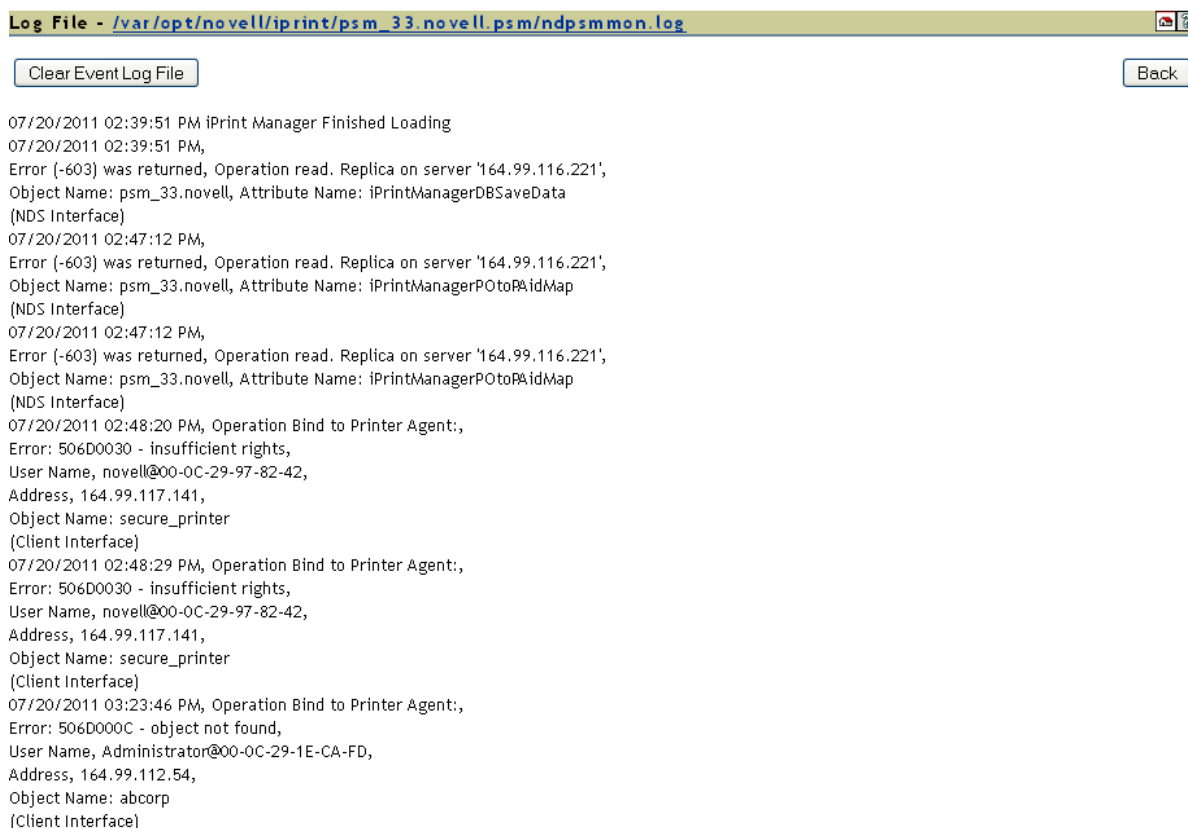 Log File - /var/opt/novell/iprint/psm_33.novell.psm/ndpsmmon.log
Clear Event Log File
Back
07/20/2011 02:39:51 PM iPrint Manager Finished Loading
07/20/2011 02:39:51 PM,
Error (-603) was returned, Operation read. Replica on server '164.99.116.221',
Object Name: psm_33.novell, Attribute Name: iPrintManagerDBSaveData
(NDS Interface)
07/20/2011 02:47:12 PM,
Error (-603) was returned, Operation read. Replica on server '164.99.116.221',
Object Name: psm_33.novell, Attribute Name: iPrintManagerPOtoPAidMap
(NDS Interface)
07/20/2011 02:47:12 PM,
Error (-603) was returned, Operation read. Replica on server '164.99.116.221',
Object Name: psm_33.novell, Attribute Name: iPrintManagerPOtoPAidMap
(NDS Interface)
07/20/2011 02:48:20 PM, Operation Bind to Printer Agent:,
Error: 506D0030 - insufficient rights,
User Name, novell@00-0C-29-97-82-42,
Address, 164.99.117.141,
Object Name: secure_printer
(Client Interface)
07/20/2011 02:48:29 PM, Operation Bind to Printer Agent:,
Error: 506D0030 - insufficient rights,
User Name, novell@00-0C-29-97-82-42,
Address, 164.99.117.141,
Object Name: secure_printer
(Client Interface)
07/20/2011 03:23:46 PM, Operation Bind to Printer Agent:,
Error: 506D000C - object not found,
User Name, Administrator@00-0C-29-1E-CA-FD,
Address, 164.99.112.54,
Object Name: abcorp
(Client Interface)